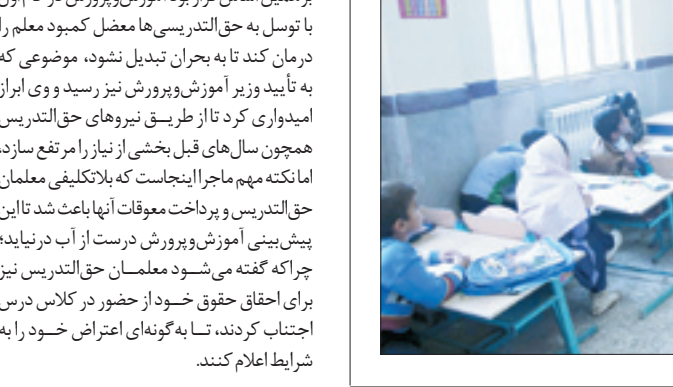 با توسل به حق‌التدریسی‌ها معضل کمبود معلم را
درمان کند تا به بحران تبدیل نشود، موضوعی که
به تأیید وزیر آموزش‌وپرورش نیز رسید و وی ابراز
امیدواری کرد تا از طریــق نیروهای حق‌التدریس
همچون سال‌های قبل بخشی از نیاز را مرتفع سازد،
اما نکته مهم ماجرا اینجاست که بلاتکلیفی معلمان
حق‌التدریس و پرداخت معوقات آنها باعث شد تا این
پیش‌بینی آموزش‌وپرورش درست از آب درنیاید؛
چراکه گفته می‌شــود معلمــان حق‌التدریس نیز
برای احقاق حقوق خــود از حضور در کلاس درس
اجتناب کردند، تــا به‌گونه‌ای اعتراض خــود را به
شرایط اعلام کنند.